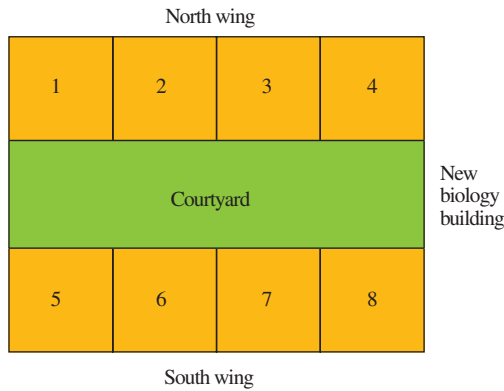 North wing
1 2 3 4
Courtyard
New
biology
building
5 6 7 8
South wing